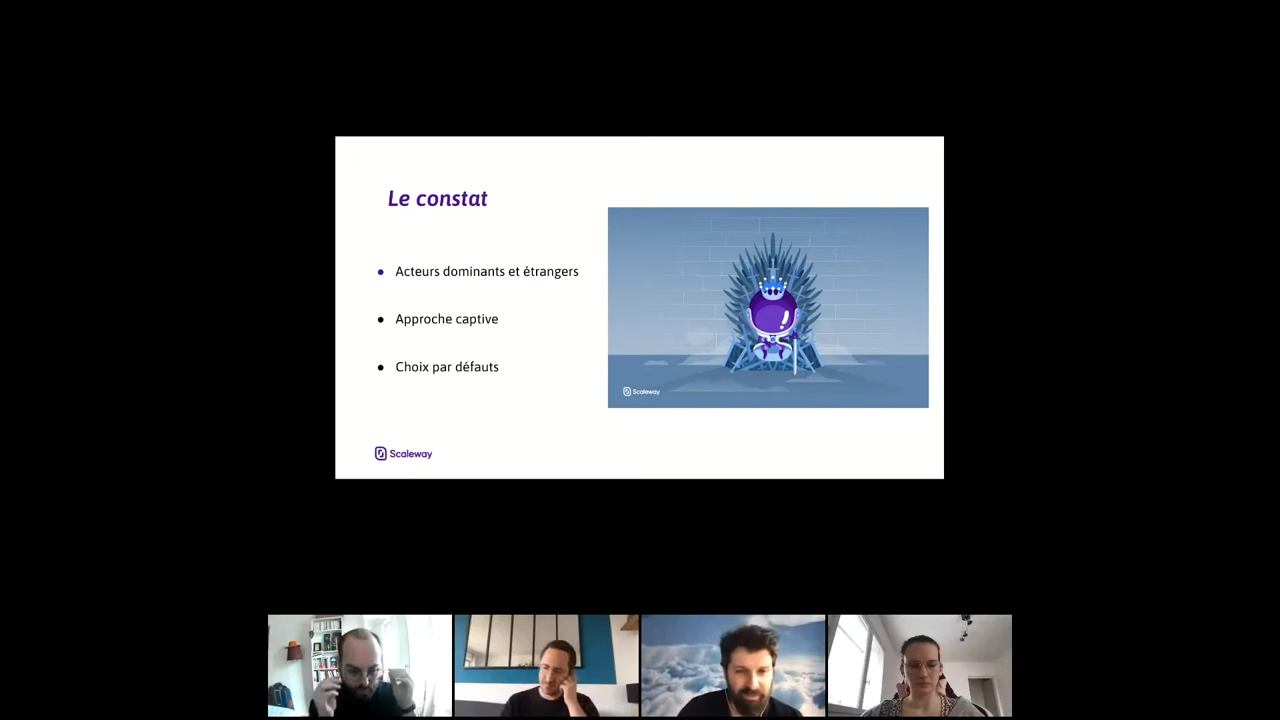 Le constat
Acteurs dominants et étrangers
Approche captive
Choix par défauts
Scaleway
Scaleway